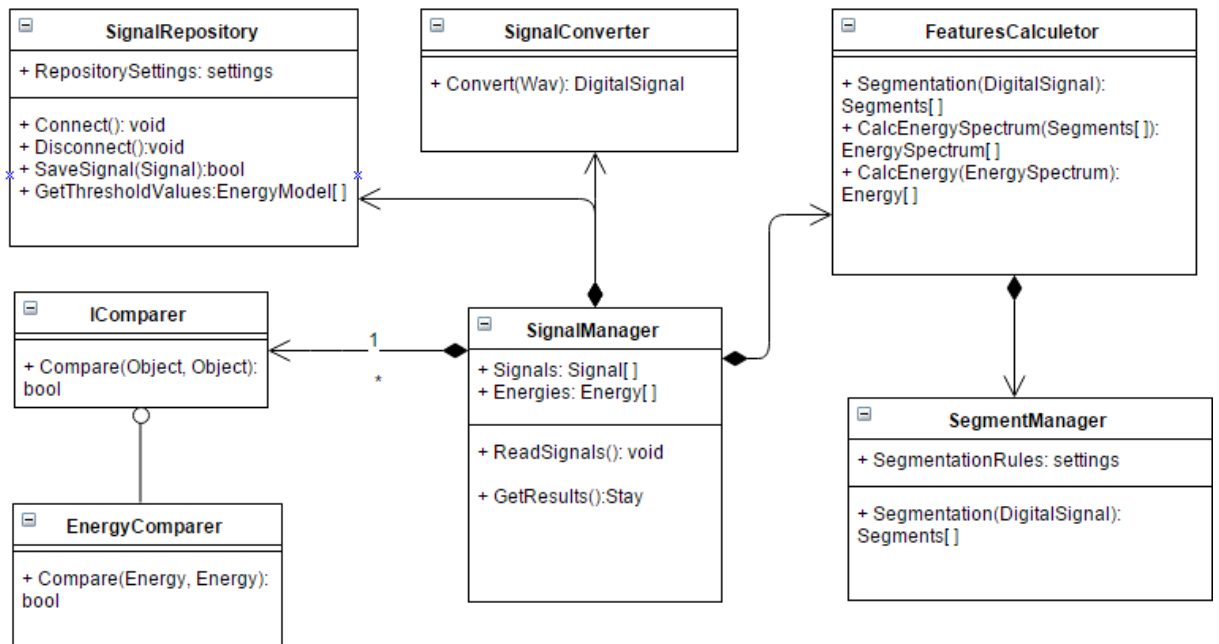 SignalRepository
+ RepositorySettings: settings
+ Connect(): void
+ Disconnect():void
+ SaveSignal(Signal):bool
+ GetThresholdValues:EnergyModel[ ]
SignalConverter
+ Convert(Wav): DigitalSignal
FeaturesCalculetor
+ Segmentation(DigitalSignal):
Segments[ ]
+ CalcEnergySpectrum(Segments[ ]):
EnergySpectrum[ ]
+ CalcEnergy(EnergySpectrum):
Energy[ ]
IComparer
+ Compare(Object, Object):
bool
1
*
SignalManager
+ Signals: Signal[ ]
+ Energies: Energy[ ]
+ ReadSignals(): void
+ GetResults():Stay
SegmentManager
+ SegmentationRules: settings
+ Segmentation(DigitalSignal):
Segments[ ]
EnergyComparer
+ Compare(Energy, Energy):
bool